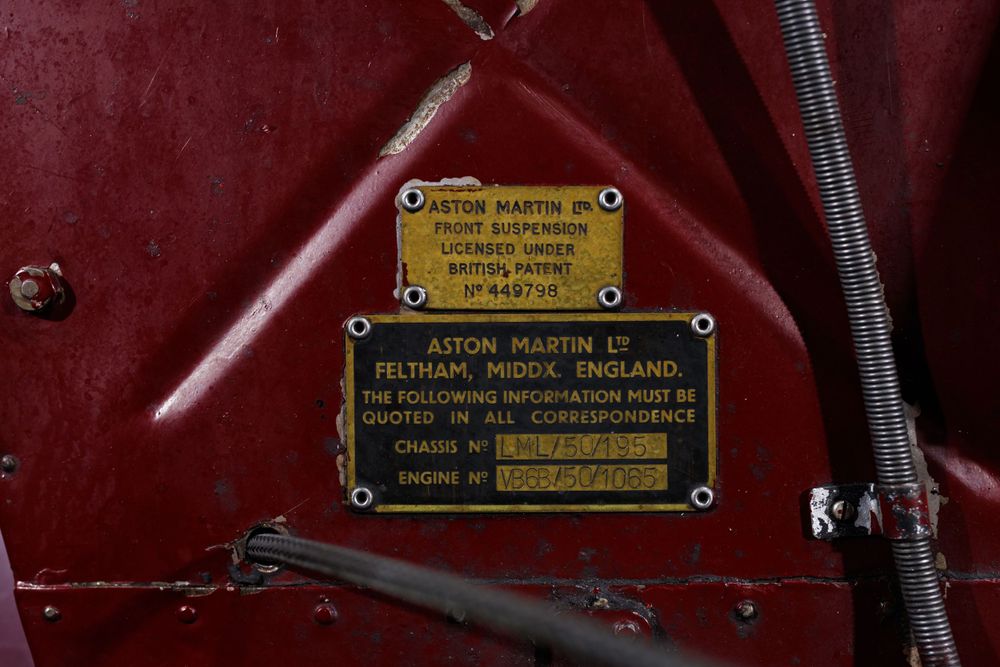 ASTON MARTIN LTD.
FRONT SUSPENSION
LICENSED UNDER
BRITISH PATENT
Nº 449798
ASTON MARTIN LTD
FELTHAM, MIDDX. ENGLAND.
THE FOLLOWING INFORMATION MUST BE
QUOTED IN ALL CORRESPONDENCE
CHASSIS Nº LML/50/195
ENGINE Nº VB6B/50/1065